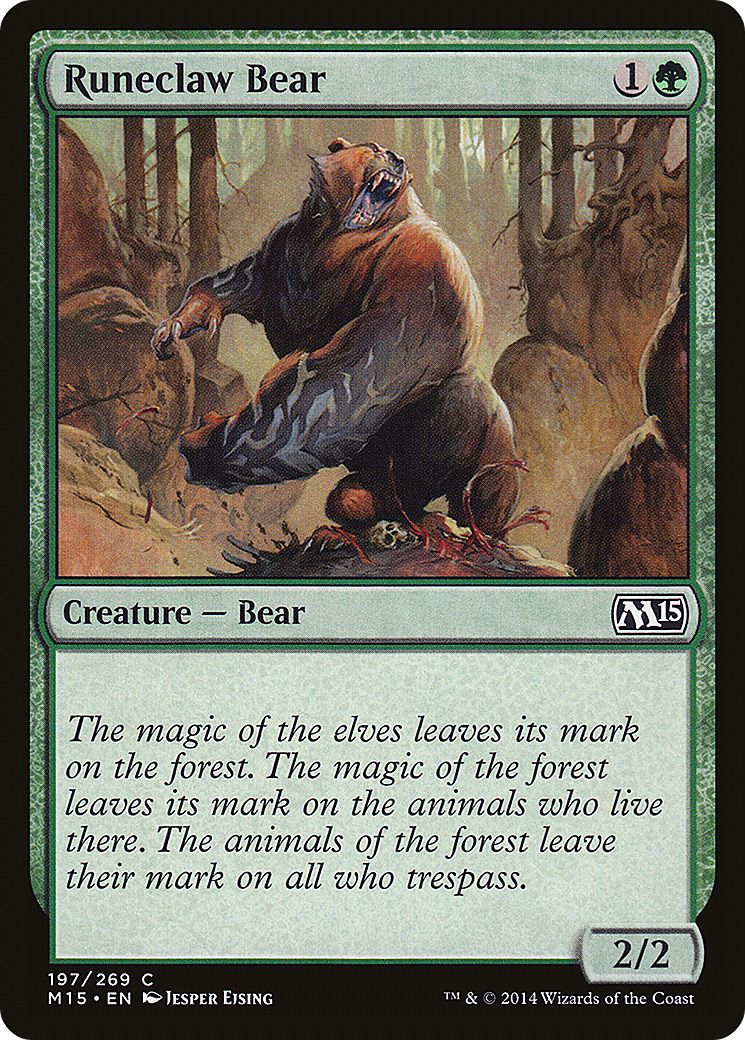 Runeclaw Bear 1
Creature — Bear M15
The magic of the elves leaves its mark
on the forest. The magic of the forest
leaves its mark on the animals who live
there. The animals of the forest leave
their mark on all who trespass.
2/2
197/269 C
M15 • EN Jesper Ejsing ™ & © 2014 Wizards of the Coast